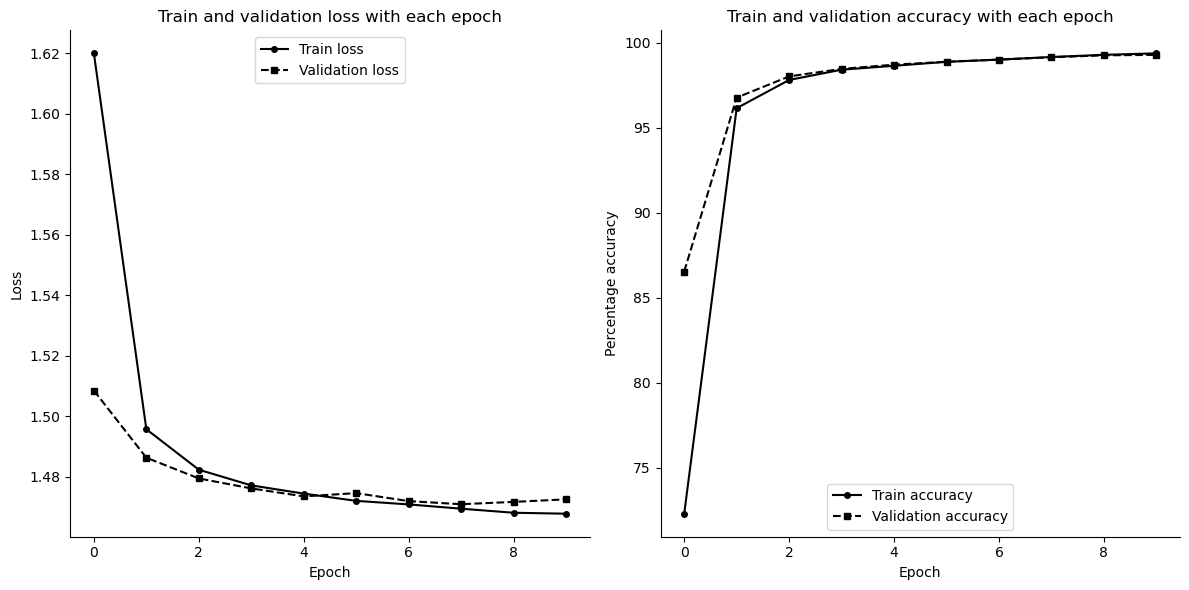 Train and validation loss with each epoch
Train loss
Validation loss
1.62
1.60
1.58
1.56
1.54
1.52
1.50
1.48
Loss
0 2 4 6 8
Epoch
Train and validation accuracy with each epoch
100
95
90
85
80
75
Percentage accuracy
Train accuracy
Validation accuracy
0 2 4 6 8
Epoch